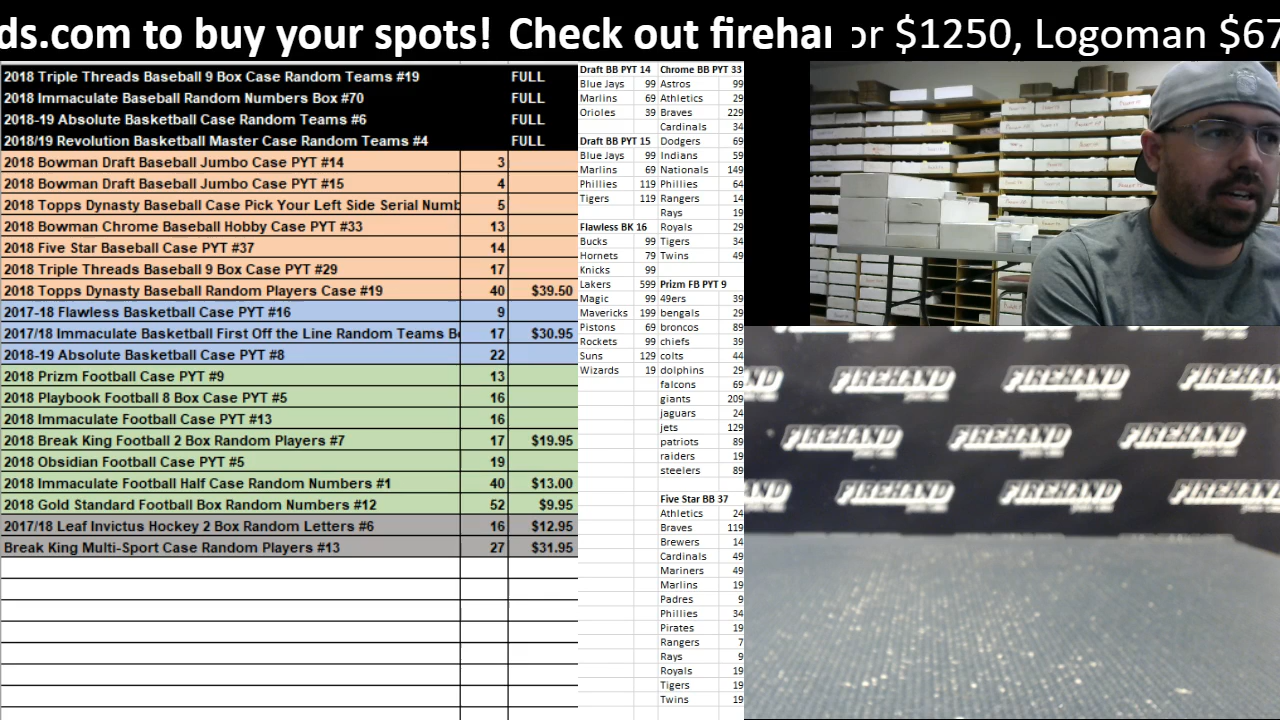 ds.com to buy your spots! Check out firehai
or $1250, Logoman $67
2018 Triple Threads Baseball 9 Box Case Random Teams #19 FULL
2018 Immaculate Baseball Random Numbers Box #70 FULL
2018-19 Absolute Basketball Case Random Teams #6 FULL
2018/19 Revolution Basketball Master Case Random Teams #4 FULL
2018 Bowman Draft Baseball Jumbo Case PYT #14 3
2018 Bowman Draft Baseball Jumbo Case PYT #15 4
2018 Topps Dynasty Baseball Case Pick Your Left Side Serial Numb 5
2018 Bowman Chrome Baseball Hobby Case PYT #33 13
2018 Five Star Baseball Case PYT #37 14
2018 Triple Threads Baseball 9 Box Case PYT #29 17
2018 Topps Dynasty Baseball Random Players Case #19 40 $39.50
2017-18 Flawless Basketball Case PYT #16 9
2017/18 Immaculate Basketball First Off the Line Random Teams B 17 $30.95
2018-19 Absolute Basketball Case PYT #8 22
2018 Prizm Football Case PYT #9 13
2018 Playbook Football 8 Box Case PYT #5 16
2018 Immaculate Football Case PYT #13 16
2018 Break King Football 2 Box Random Players #7 17 $19.95
2018 Obsidian Football Case PYT #5 19
2018 Immaculate Football Half Case Random Numbers #1 40 $13.00
2018 Gold Standard Football Box Random Numbers #12 52 $9.95
2017/18 Leaf Invictus Hockey 2 Box Random Letters #6 16 $12.95
Break King Multi-Sport Case Random Players #13 27 $31.95
Draft BB PYT 14
Blue Jays 99
Marlins 69
Orioles 39
Draft BB PYT 15
Blue Jays 99
Marlins 69
Phillies 119
Tigers 119
Flawless BK 16
Bucks 99
Hornets 79
Knicks 99
Lakers 599
Magic 99
Mavericks 199
Pistons 69
Rockets 99
Suns 129
Wizards 19
Chrome BB PYT 33
Astros 99
Athletics 29
Braves 229
Cardinals 34
Dodgers 69
Indians 59
Nationals 149
Phillies 64
Rangers 14
Rays 19
Royals 29
Tigers 34
Twins 49
Prizm FB PYT 9
49ers 39
bengals 29
broncos 89
chiefs 39
colts 44
dolphins 29
falcons 69
giants 209
jaguars 24
jets 129
patriots 89
raiders 19
steelers 89
Five Star BB 37
Athletics 24
Braves 119
Brewers 14
Cardinals 49
Mariners 49
Marlins 19
Padres 9
Phillies 34
Pirates 19
Rangers 7
Rays 9
Royals 19
Tigers 19
Twins 19
AND FIREHAND FIREHAND FIREHAND
FIREHAND FIREHAND FIREHAND
AND FIREHAND FIREHAND FIREHAND